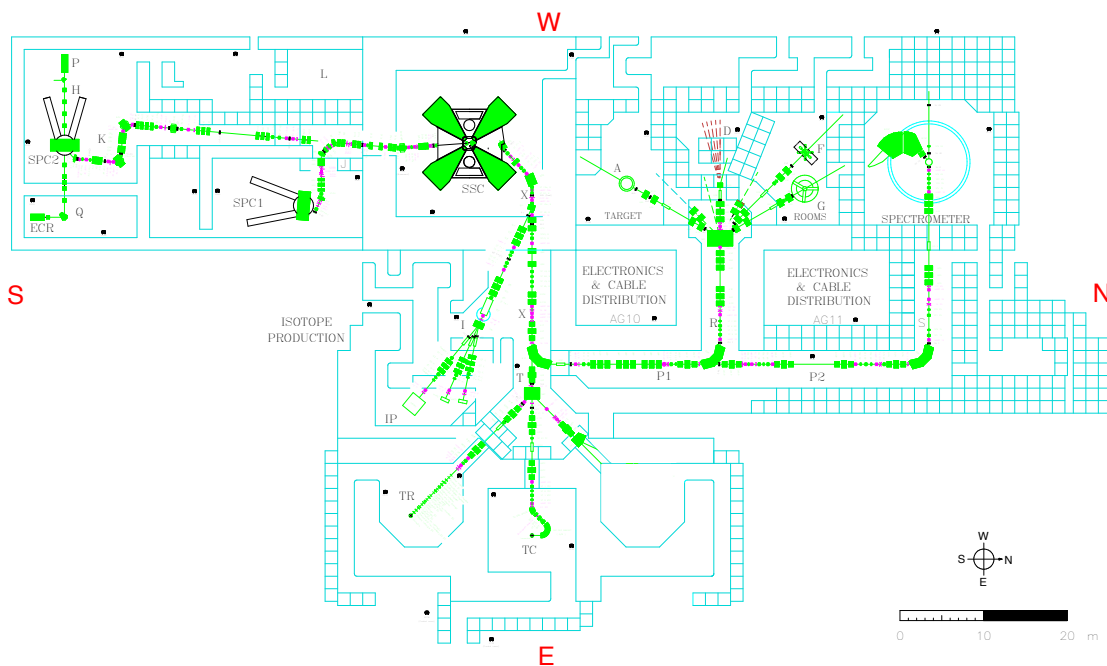 W
P
H
L
K
D
F
SPC2
A
J
SSC
SPC1
X
G
Q
TARGET
ROOMS
SPECTROMETER
ECR
ELECTRONICS
& CABLE
DISTRIBUTION
AG10
ELECTRONICS
& CABLE
DISTRIBUTION
AG11
S
N
ISOTOPE
PRODUCTION
I
X
R
S
T
P1
P2
IP
TR
TC
W
S
N
E
0
10
20 m
E